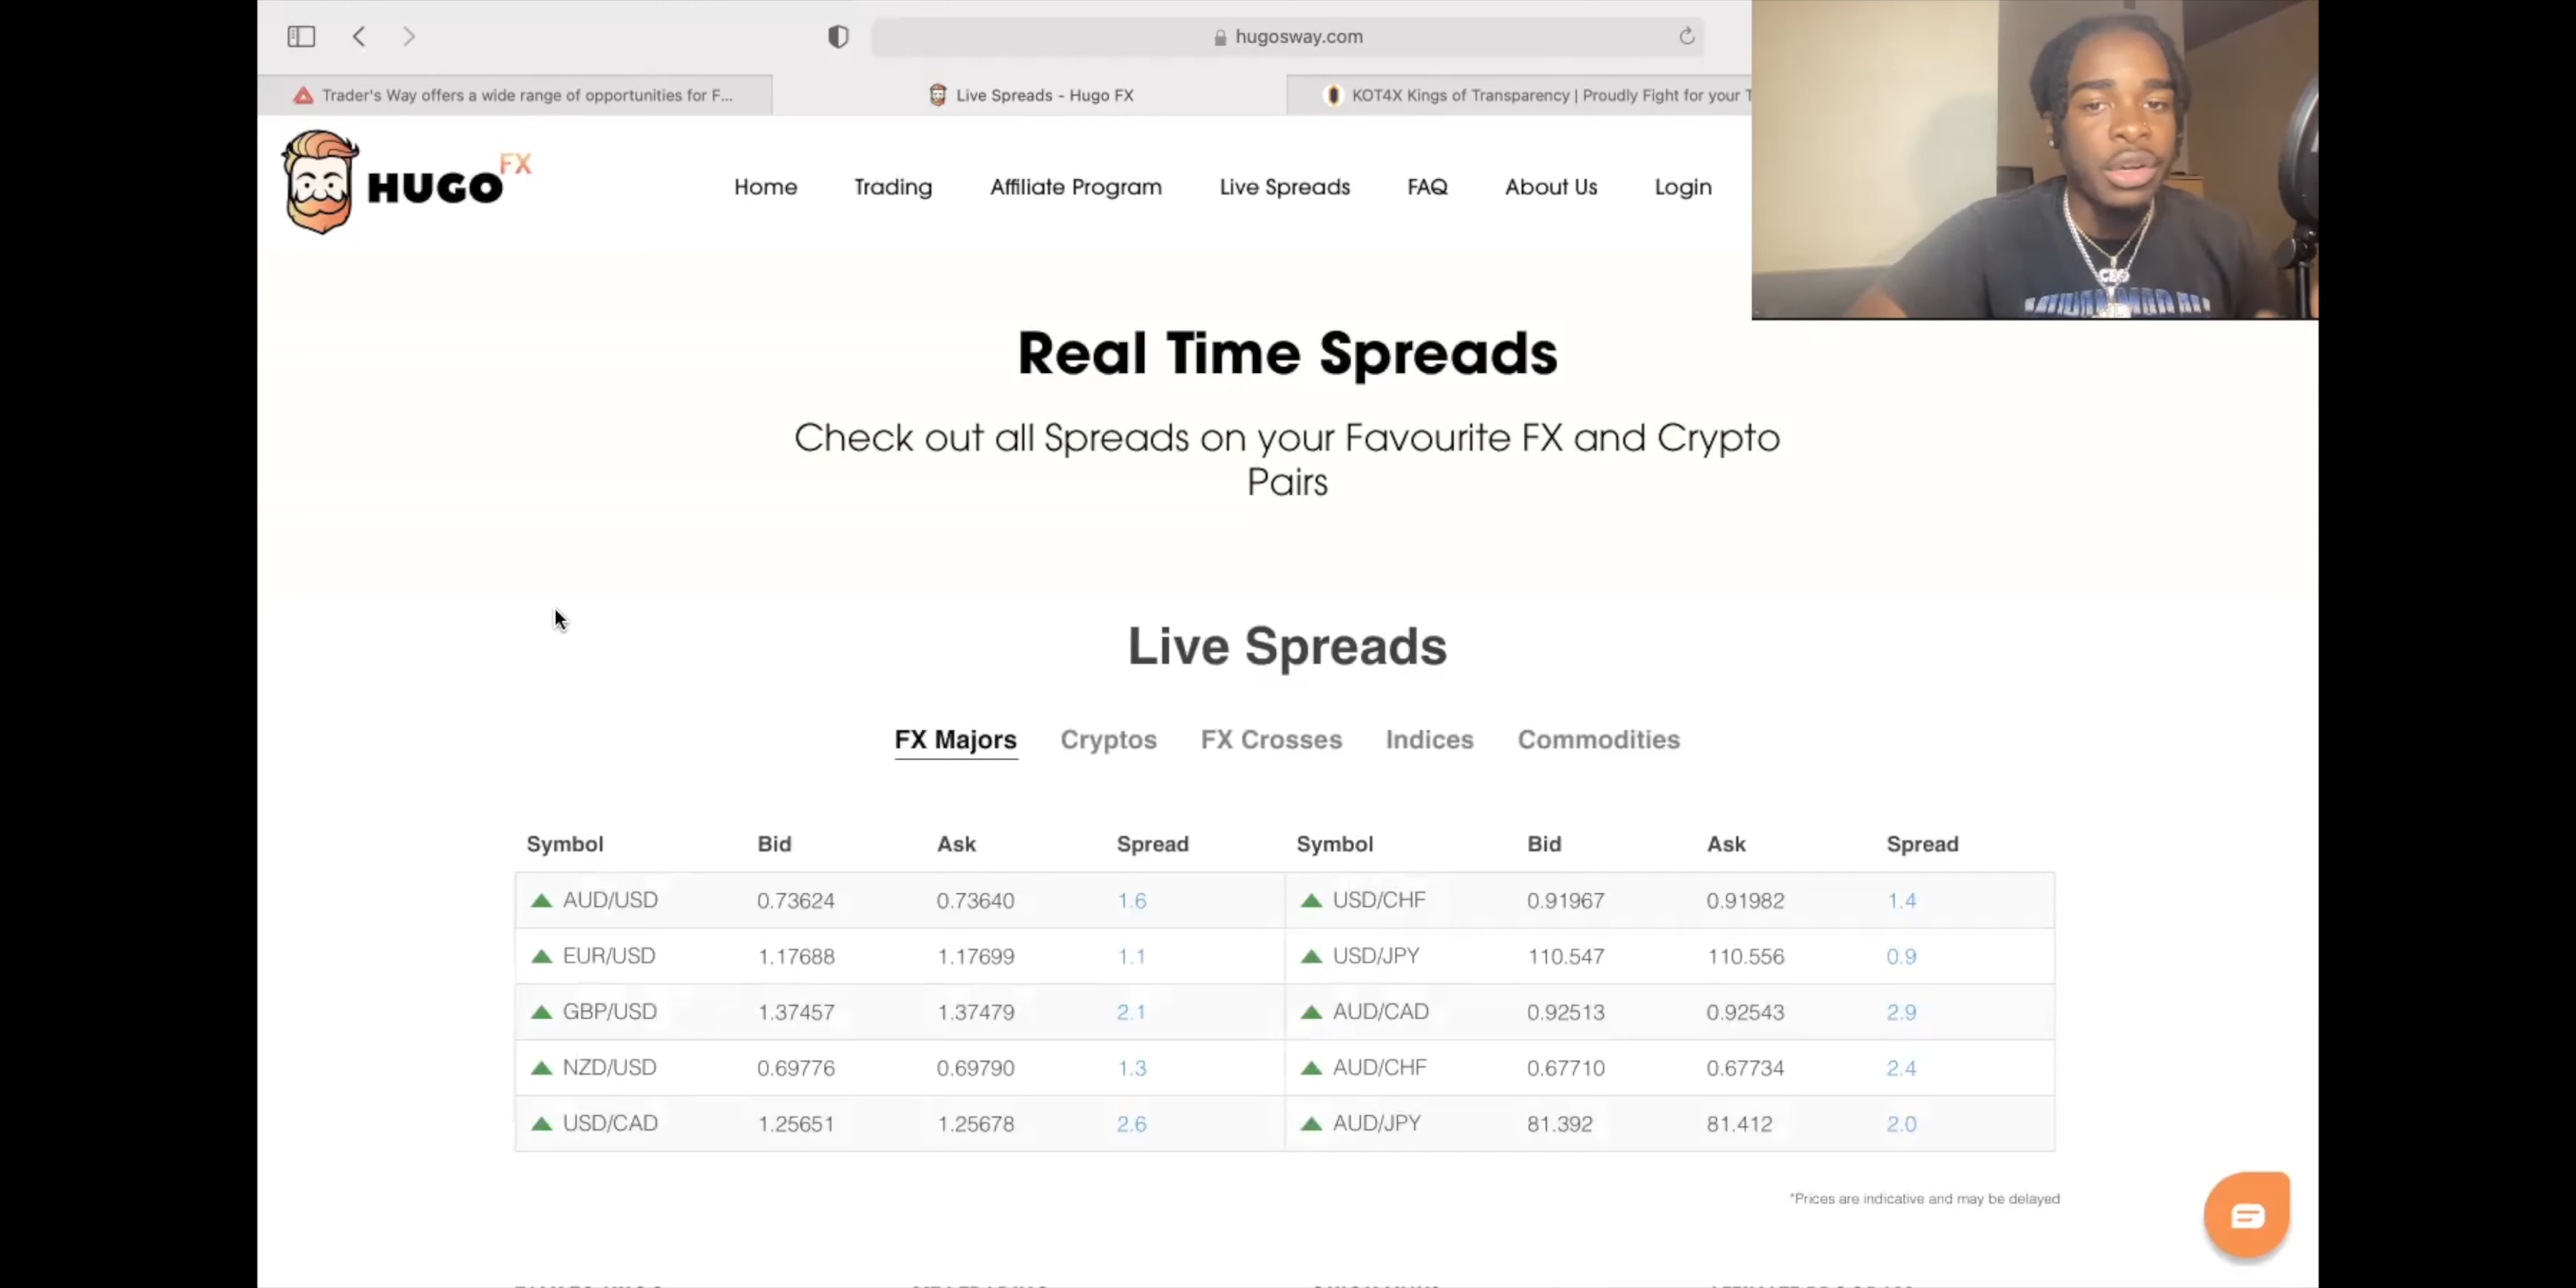 hugosway.com
Trader's Way offers a wide range of opportunities for F...
Live Spreads - Hugo FX
KOT4X Kings of Transparency | Proudly Fight for your T
HUGO FX
Home Trading Affiliate Program Live Spreads FAQ About Us Login
Real Time Spreads
Check out all Spreads on your Favourite FX and Crypto
Pairs
Live Spreads
FX Majors Cryptos FX Crosses Indices Commodities
Symbol Bid Ask Spread Symbol Bid Ask Spread
AUD/USD 0.73624 0.73640 1.6 USD/CHF 0.91967 0.91982 1.4
EUR/USD 1.17688 1.17699 1.1 USD/JPY 110.547 110.556 0.9
GBP/USD 1.37457 1.37479 2.1 AUD/CAD 0.92513 0.92543 2.9
NZD/USD 0.69776 0.69790 1.3 AUD/CHF 0.67710 0.67734 2.4
USD/CAD 1.25651 1.25678 2.6 AUD/JPY 81.392 81.412 2.0
*Prices are indicative and may be delayed